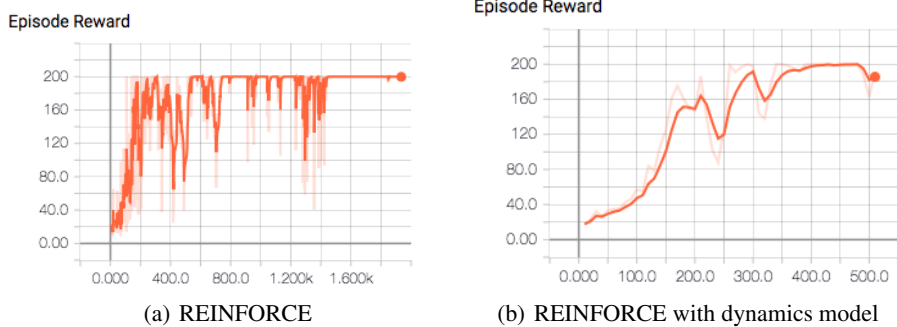 Episode Reward
200
160
120
80.0
40.0
0.00
0.000 400.0 800.0 1.200k 1.600k
(a) REINFORCE
Episode Reward
200
160
120
80.0
40.0
0.00
0.000 100.0 200.0 300.0 400.0 500.0
(b) REINFORCE with dynamics model